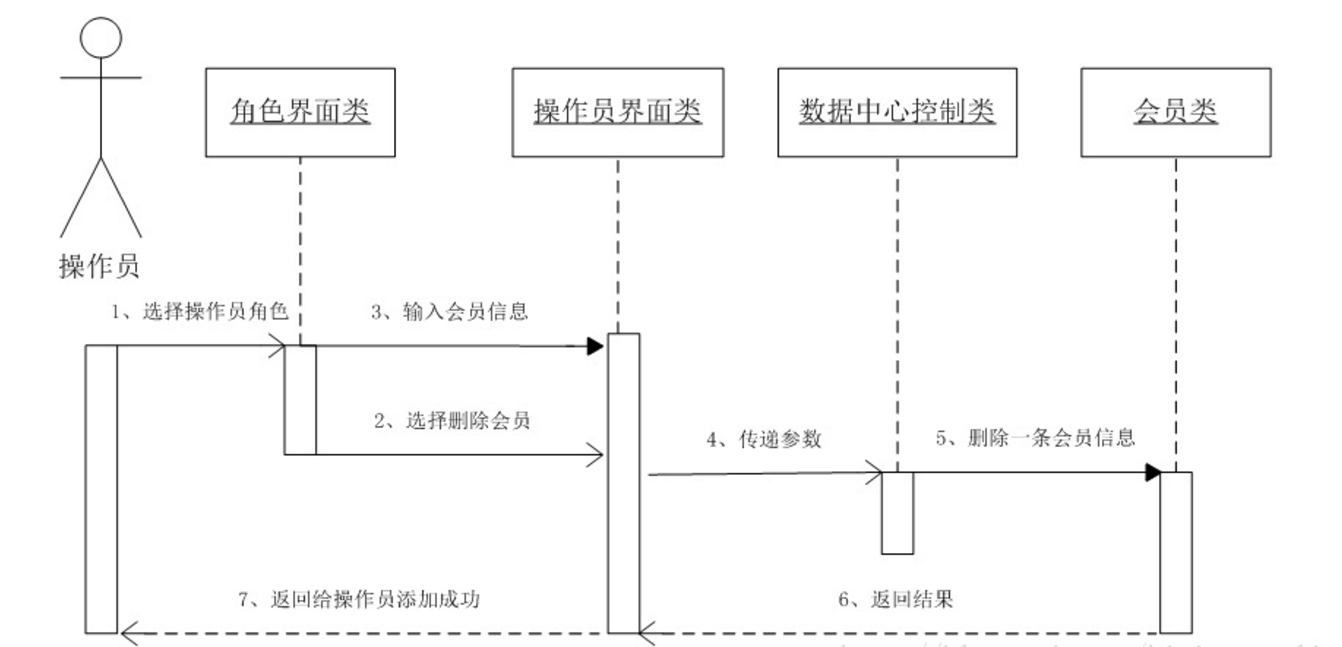 角色界面类
操作员界面类
数据中心控制类
会员类
操作员
1、选择操作员角色
3、输入会员信息
2、选择删除会员
4、传递参数
5、删除一条会员信息
7、返回给操作员添加成功
6、返回结果